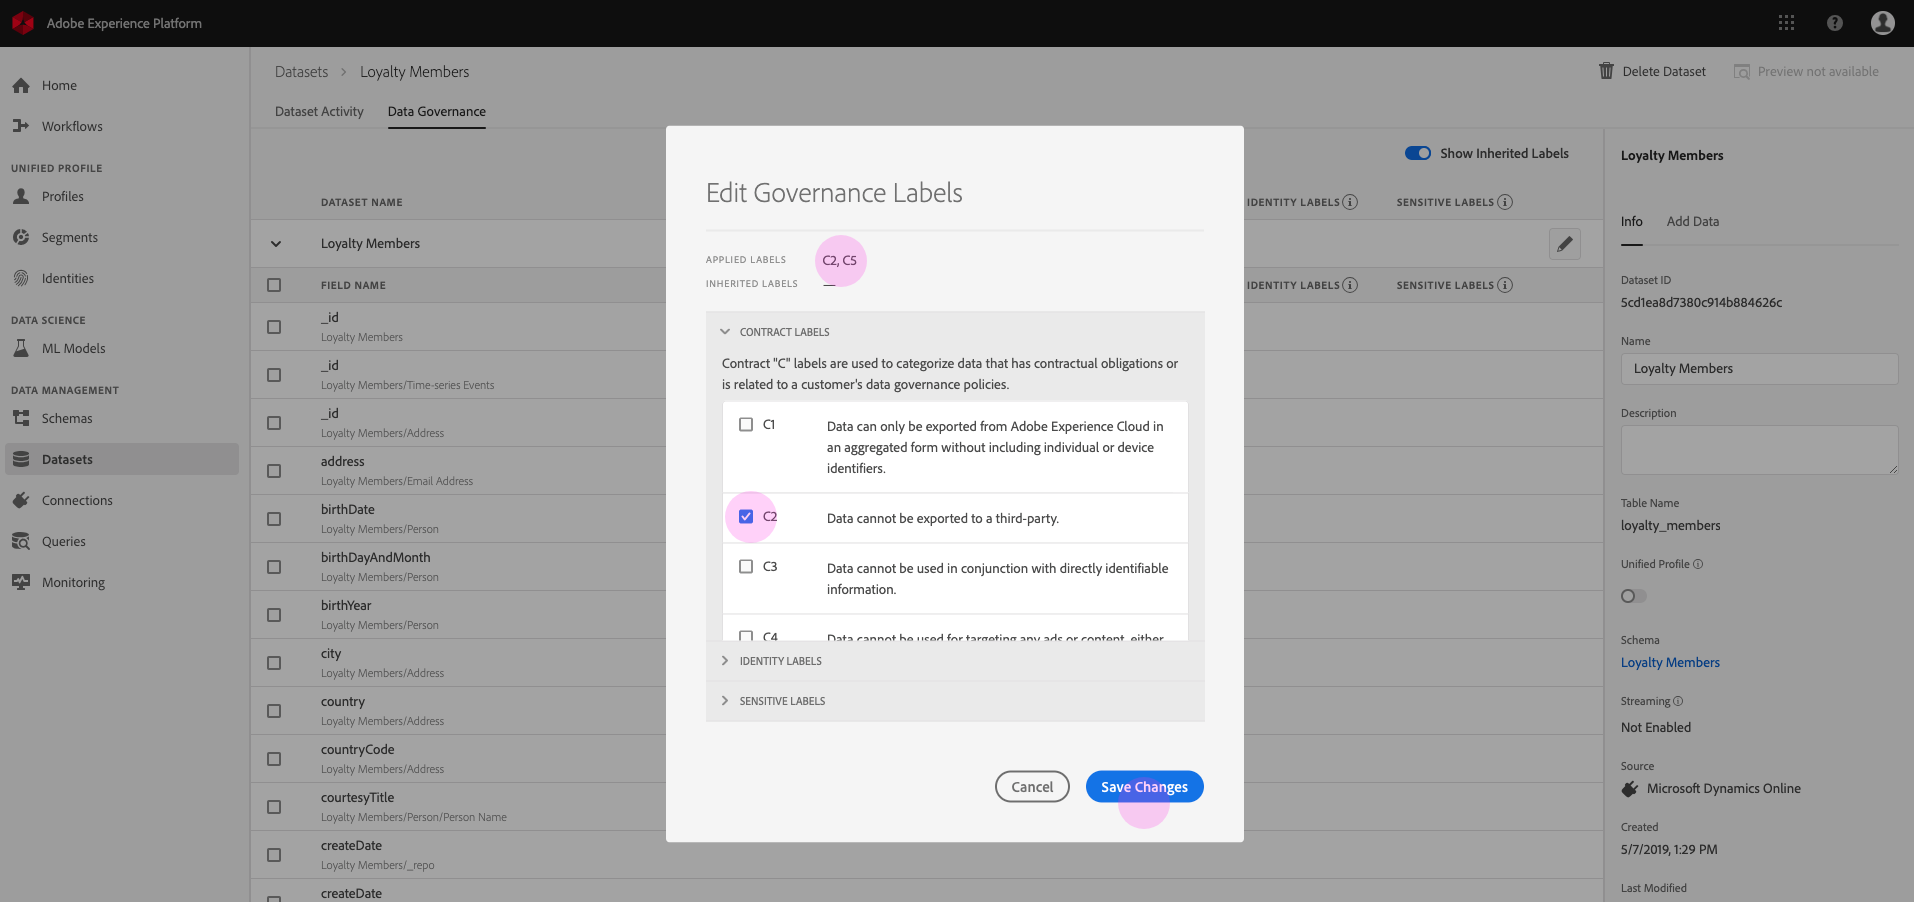 Adobe Experience Platform
Home
Workflows
UNIFIED PROFILE
Profiles
Segments
Identities
DATA SCIENCE
ML Models
DATA MANAGEMENT
Schemas
Datasets
Connections
Queries
Monitoring
Datasets > Loyalty Members
Delete Dataset
Preview not available
Dataset Activity
Data Governance
Show Inherited Labels
DATASET NAME
IDENTITY LABELS
SENSITIVE LABELS
Loyalty Members
FIELD NAME
IDENTITY LABELS
SENSITIVE LABELS
_id
Loyalty Members
_id
Loyalty Members/Time-series Events
_id
Loyalty Members/Address
address
Loyalty Members/Email Address
birthDate
Loyalty Members/Person
birthDayAndMonth
Loyalty Members/Person
birthYear
Loyalty Members/Person
city
Loyalty Members/Address
country
Loyalty Members/Address
countryCode
Loyalty Members/Address
courtesyTitle
Loyalty Members/Person/Person Name
createDate
Loyalty Members/_repo
createDate
Edit Governance Labels
APPLIED LABELS C2, C5
INHERITED LABELS —
CONTRACT LABELS
Contract "C" labels are used to categorize data that has contractual obligations or
is related to a customer's data governance policies.
C1 Data can only be exported from Adobe Experience Cloud in
an aggregated form without including individual or device
identifiers.
C2 Data cannot be exported to a third-party.
C3 Data cannot be used in conjunction with directly identifiable
information.
C4 Data cannot be used for targeting any ads or content, either
IDENTITY LABELS
SENSITIVE LABELS
Cancel
Save Changes
Loyalty Members
Info
Add Data
Dataset ID
5cd1ea8d7380c914b884626c
Name
Loyalty Members
Description
Table Name
loyalty_members
Unified Profile
Schema
Loyalty Members
Streaming
Not Enabled
Source
Microsoft Dynamics Online
Created
5/7/2019, 1:29 PM
Last Modified